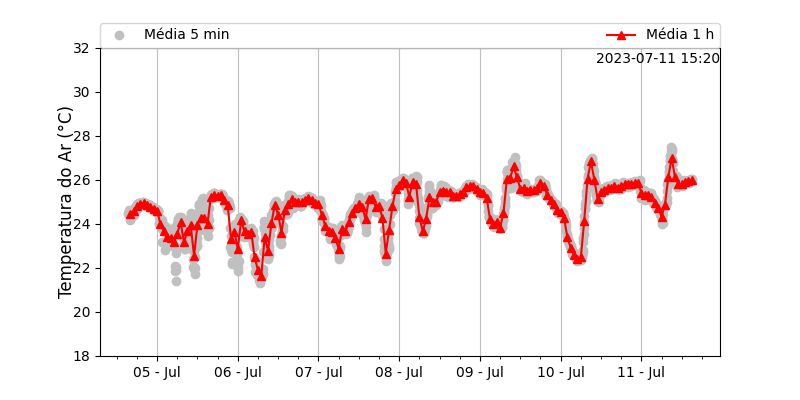 Média 5 min
Média 1 h
2023-07-11 15:20
Temperatura do Ar (°C)
32
30
28
26
24
22
20
18
05 - Jul
06 - Jul
07 - Jul
08 - Jul
09 - Jul
10 - Jul
11 - Jul